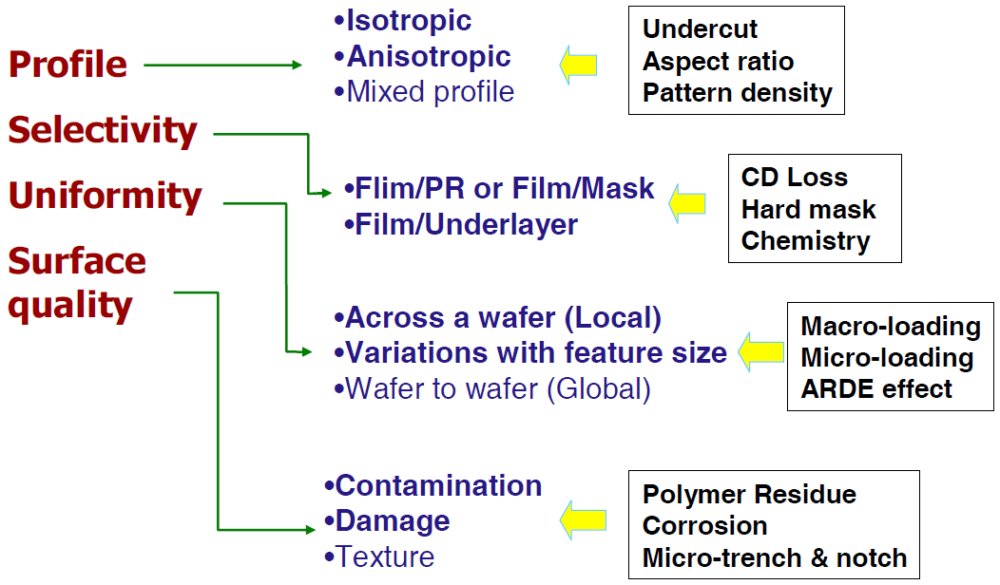 Profile
•Isotropic
•Anisotropic
•Mixed profile
Undercut
Aspect ratio
Pattern density
Selectivity
•Flim/PR or Film/Mask
•Film/Underlayer
CD Loss
Hard mask
Chemistry
Uniformity
•Across a wafer (Local)
•Variations with feature size
•Wafer to wafer (Global)
Macro-loading
Micro-loading
ARDE effect
Surface
quality
•Contamination
•Damage
•Texture
Polymer Residue
Corrosion
Micro-trench & notch